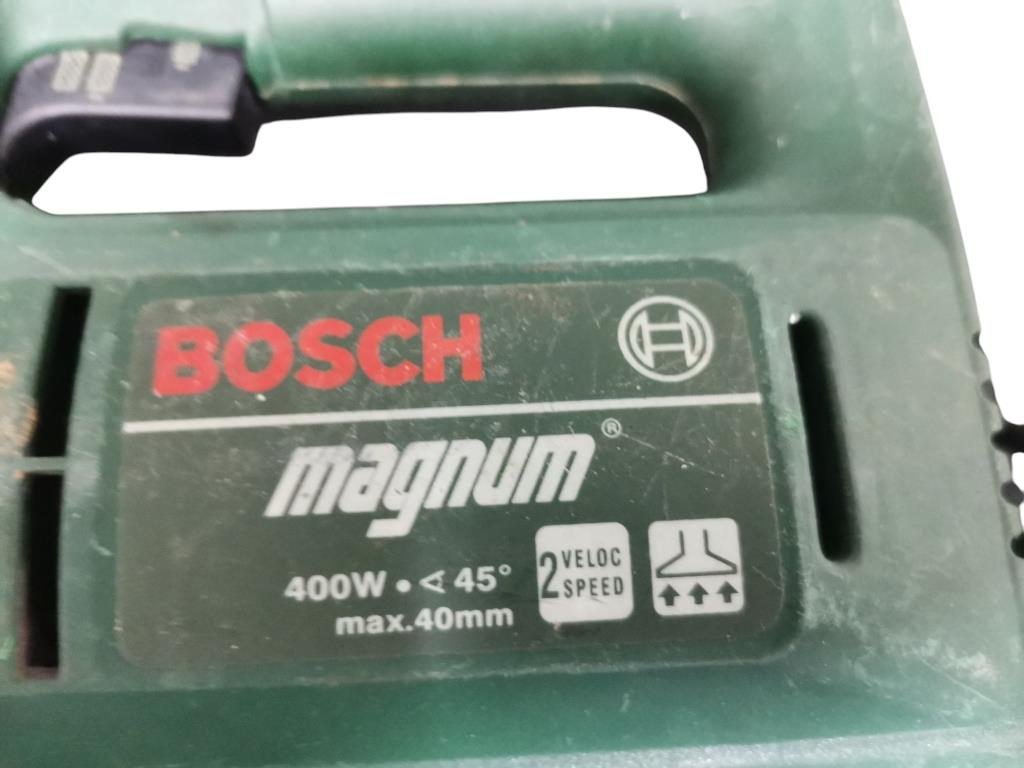 BOSCH
magnum®
400W • ∢ 45°
max.40mm
2 VELOC
SPEED